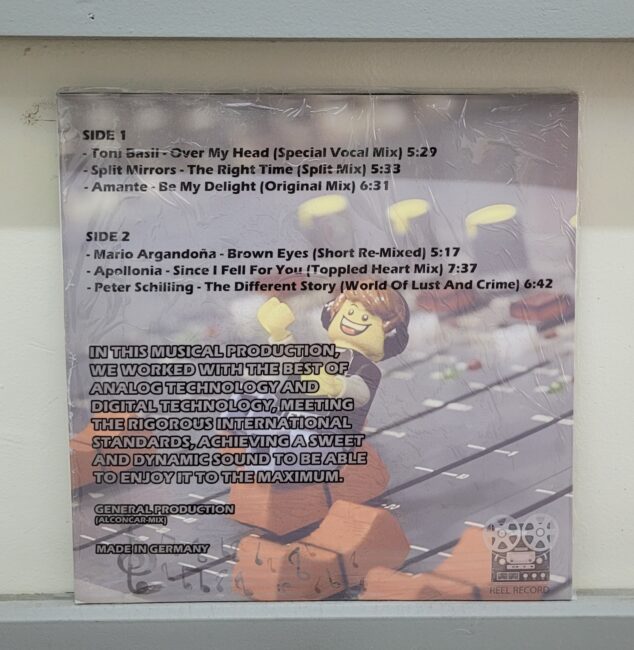 SIDE 1
- Toni Basil - Over My Head (Special Vocal Mix) 5:29
- Split Mirrors - The Right Time (Split Mix) 5:33
- Amante - Be My Delight (Original Mix) 6:31
SIDE 2
- Mario Argandoña - Brown Eyes (Short Re-Mixed) 5:17
- Apollonia - Since I Fell For You (Toppled Heart Mix) 7:37
- Peter Schilling - The Different Story (World Of Lust And Crime) 6:42
IN THIS MUSICAL PRODUCTION,
WE WORKED WITH THE BEST OF
ANALOG TECHNOLOGY AND
DIGITAL TECHNOLOGY, MEETING
THE RIGOROUS INTERNATIONAL
STANDARDS, ACHIEVING A SWEET
AND DYNAMIC SOUND TO BE ABLE
TO ENJOY IT TO THE MAXIMUM.
GENERAL PRODUCTION
(ALCONCAR-MIX)
MADE IN GERMANY
REEL RECORD